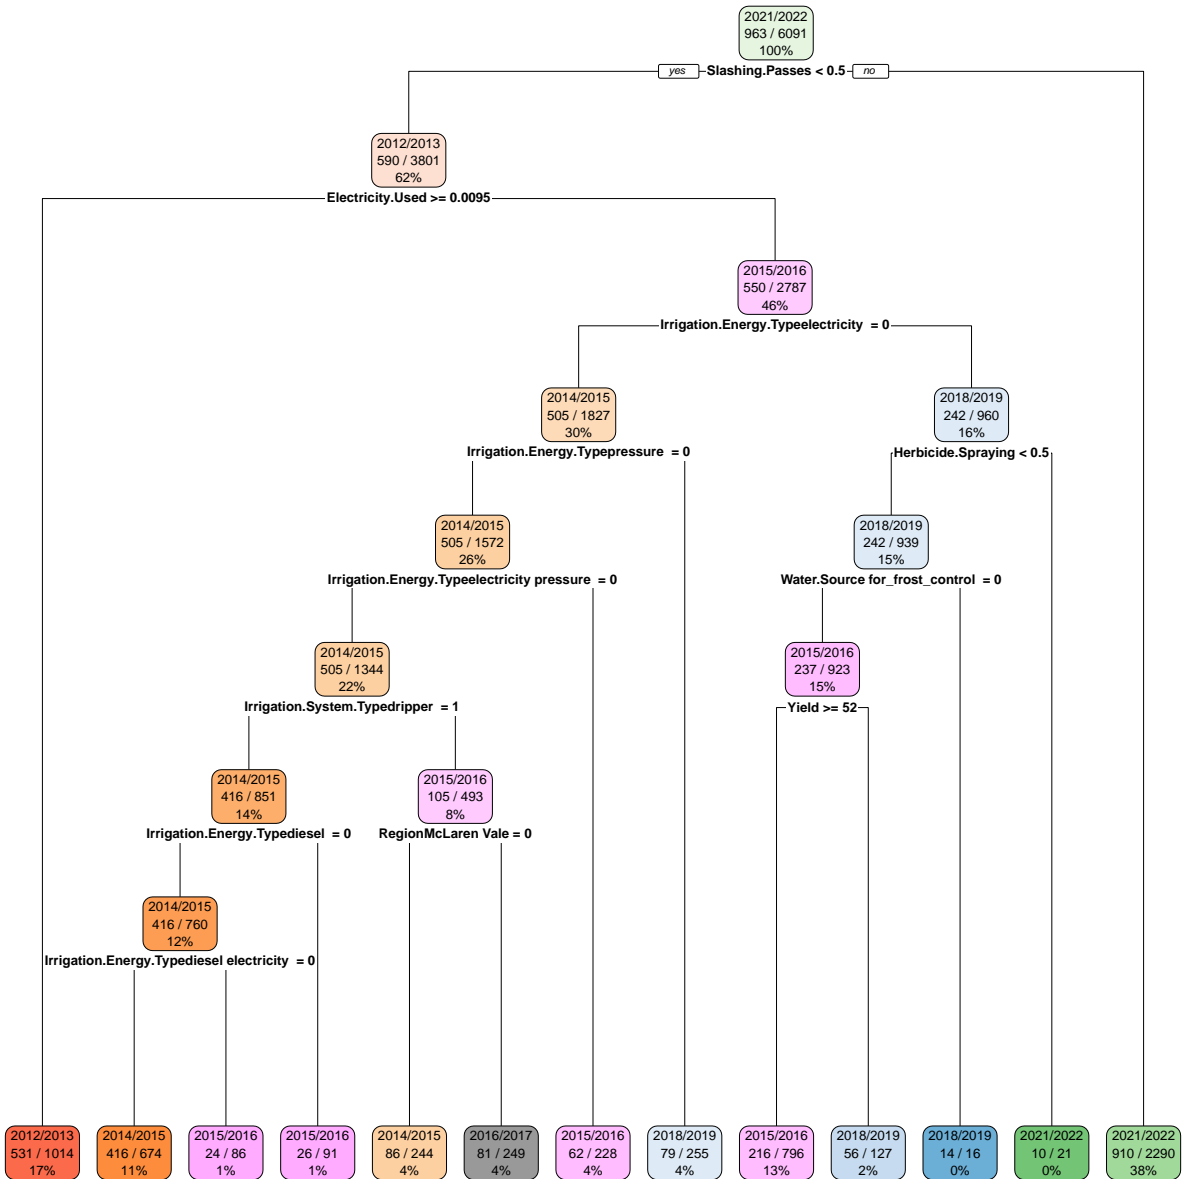 2021/2022
963 / 6091
100%
yes Slashing.Passes < 0.5 no
2012/2013
590 / 3801
62%
Electricity.Used >= 0.0095
2015/2016
550 / 2787
46%
Irrigation.Energy.Typeelectricity = 0
2014/2015
505 / 1827
30%
Irrigation.Energy.Typepressure = 0
2018/2019
242 / 960
16%
Herbicide.Spraying < 0.5
2014/2015
505 / 1572
26%
Irrigation.Energy.Typeelectricity pressure = 0
2018/2019
242 / 939
15%
Water.Source for_frost_control = 0
2014/2015
505 / 1344
22%
Irrigation.System.Typedripper = 1
2015/2016
237 / 923
15%
Yield >= 52
2014/2015
416 / 851
14%
Irrigation.Energy.Typediesel = 0
2015/2016
105 / 493
8%
RegionMcLaren Vale = 0
2014/2015
416 / 760
12%
Irrigation.Energy.Typediesel electricity = 0
2012/2013
531 / 1014
17%
2014/2015
416 / 674
11%
2015/2016
24 / 86
1%
2015/2016
26 / 91
1%
2014/2015
86 / 244
4%
2016/2017
81 / 249
4%
2015/2016
62 / 228
4%
2018/2019
79 / 255
4%
2015/2016
216 / 796
13%
2018/2019
56 / 127
2%
2018/2019
14 / 16
0%
2021/2022
10 / 21
0%
2021/2022
910 / 2290
38%